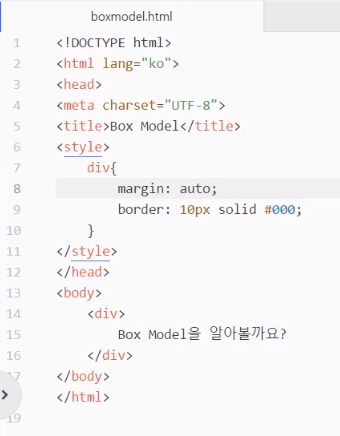 boxmodel.html
1 <!DOCTYPE html>
2 <html lang="ko">
3 <head>
4 <meta charset="UTF-8">
5 <title>Box Model</title>
6 <style>
7 div{
8 margin: auto;
9 border: 10px solid #000;
10 }
11 </style>
12 </head>
13 <body>
14 <div>
15 Box Model을 알아볼까요?
16 </div>
17 </body>
</html>
19